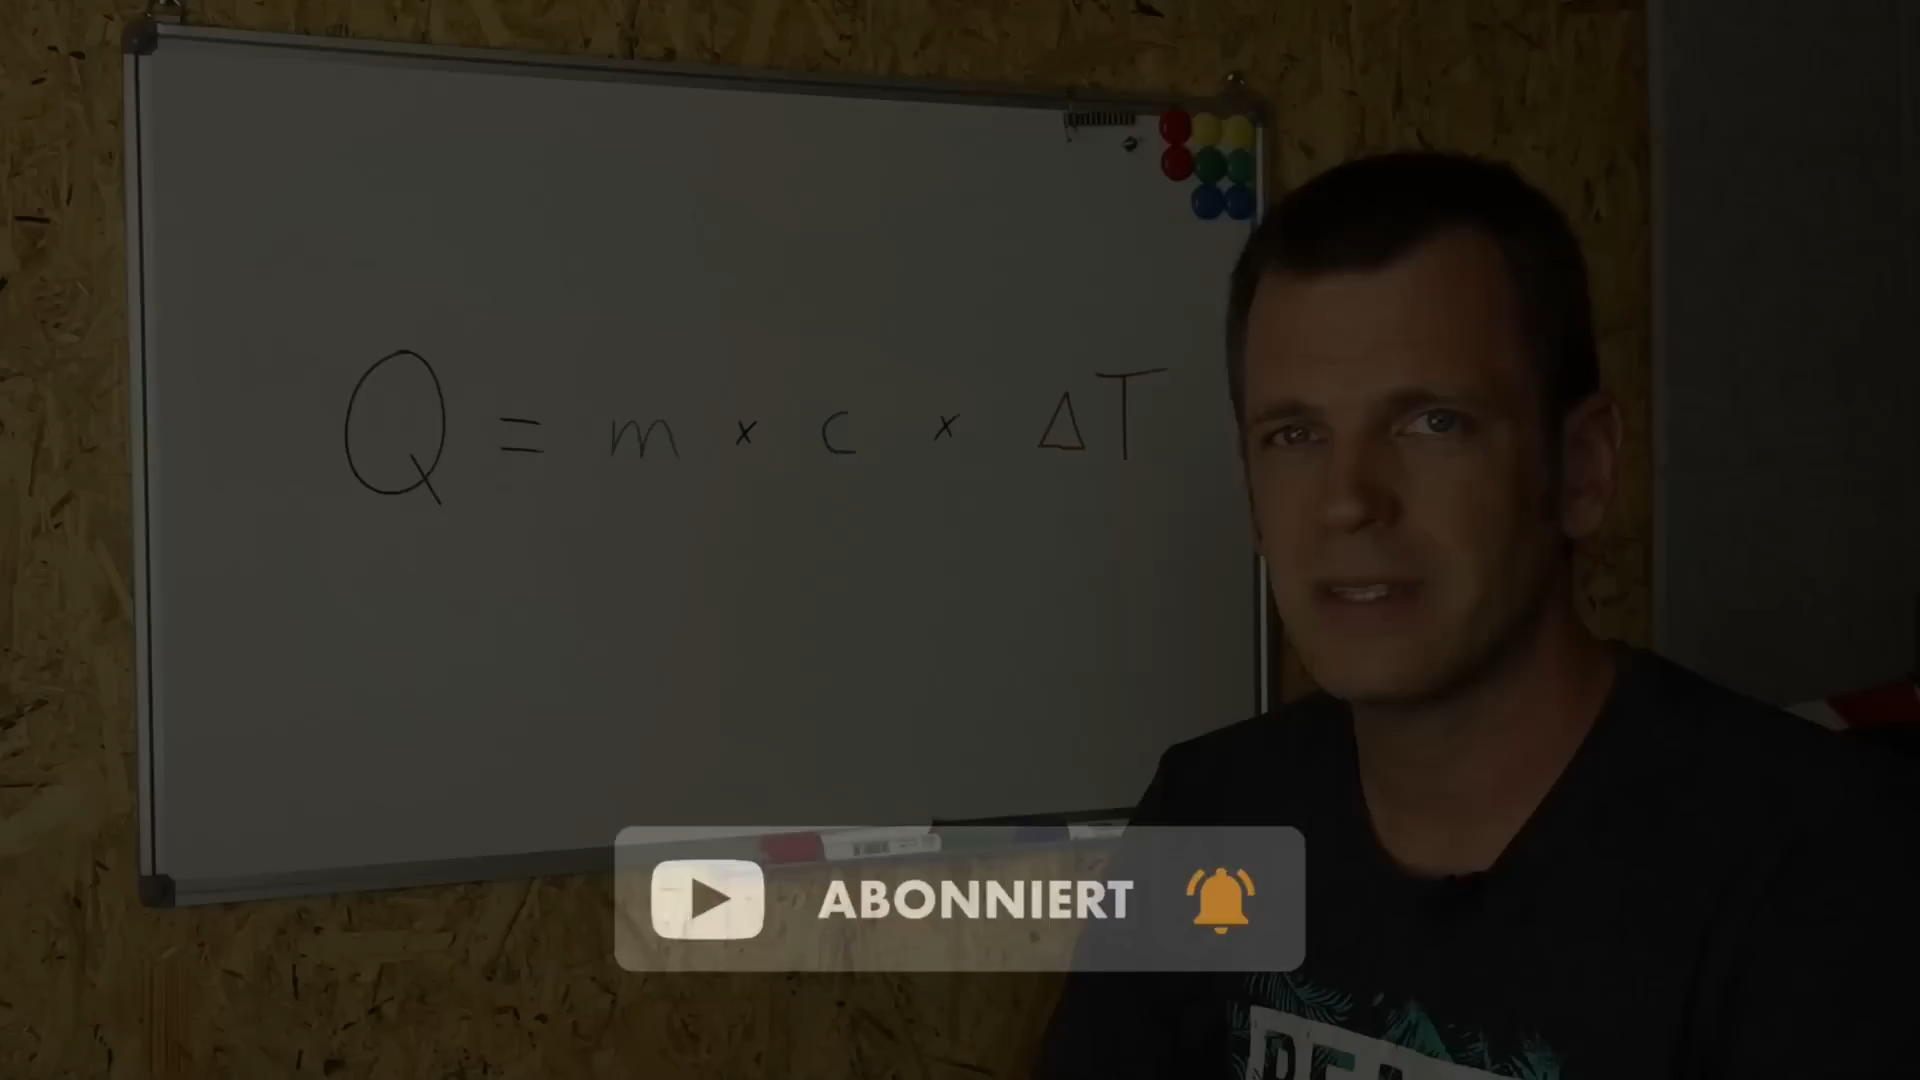 Q = m × c × ΔT
ABONNIERT